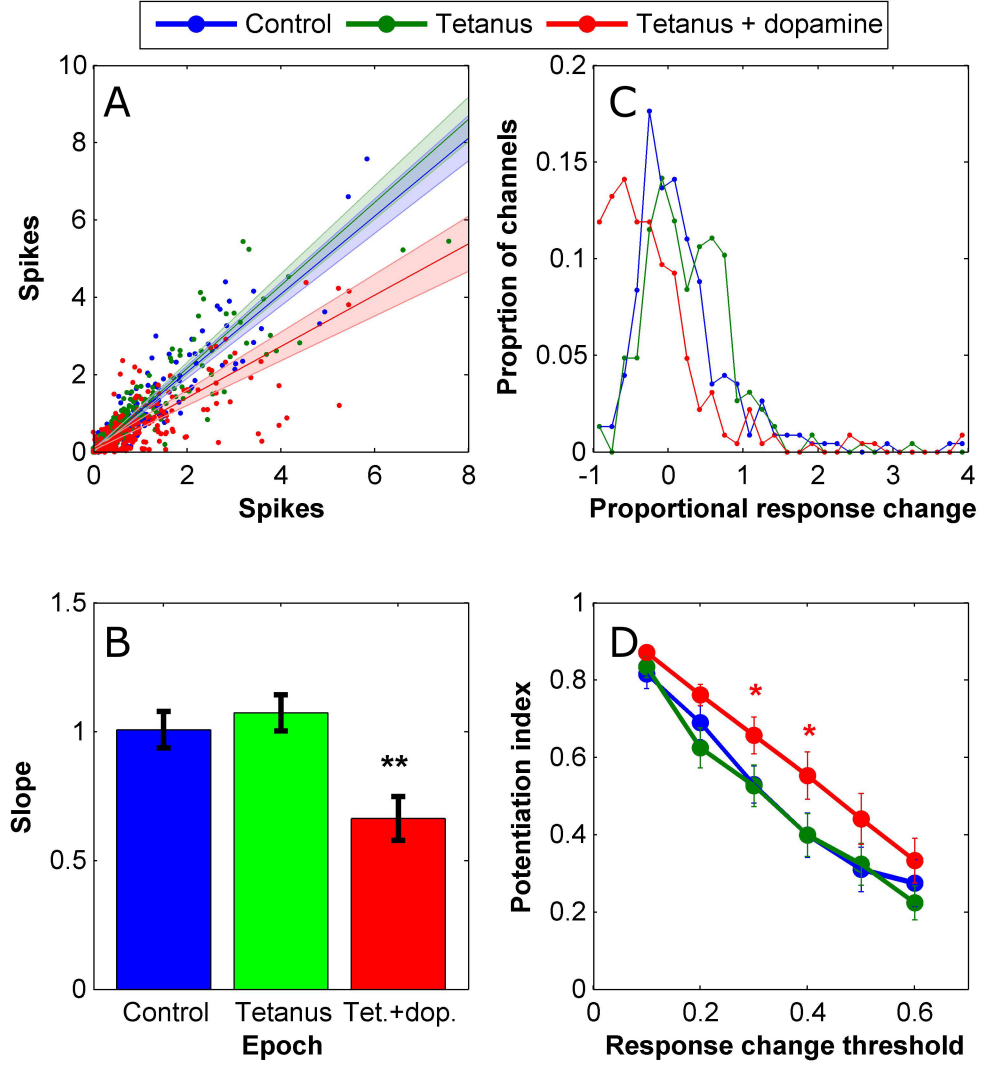 Control Tetanus Tetanus + dopamine
A
10
8
6
4
2
0
0 2 4 6 8
Spikes
Spikes
C
0.2
0.15
0.1
0.05
0
-1 0 1 2 3 4
Proprtion of channels
Proportional response change
B
1.5
1
0.5
0
**
Control Tetanus Tet.+dop.
Slope
Epoch
D
1
0.8
0.6
0.4
0.2
0
* *
0 0.2 0.4 0.6
Potentiation index
Response change threshold